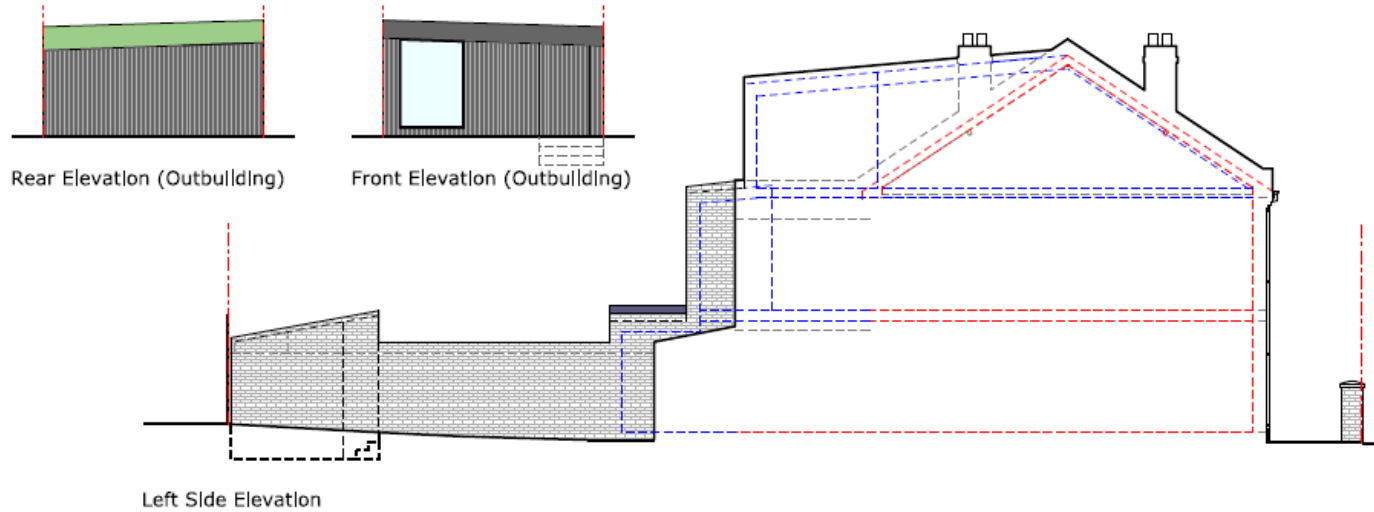 Rear Elevation (Outbuilding)
Front Elevation (Outbuilding)
Left Side Elevation